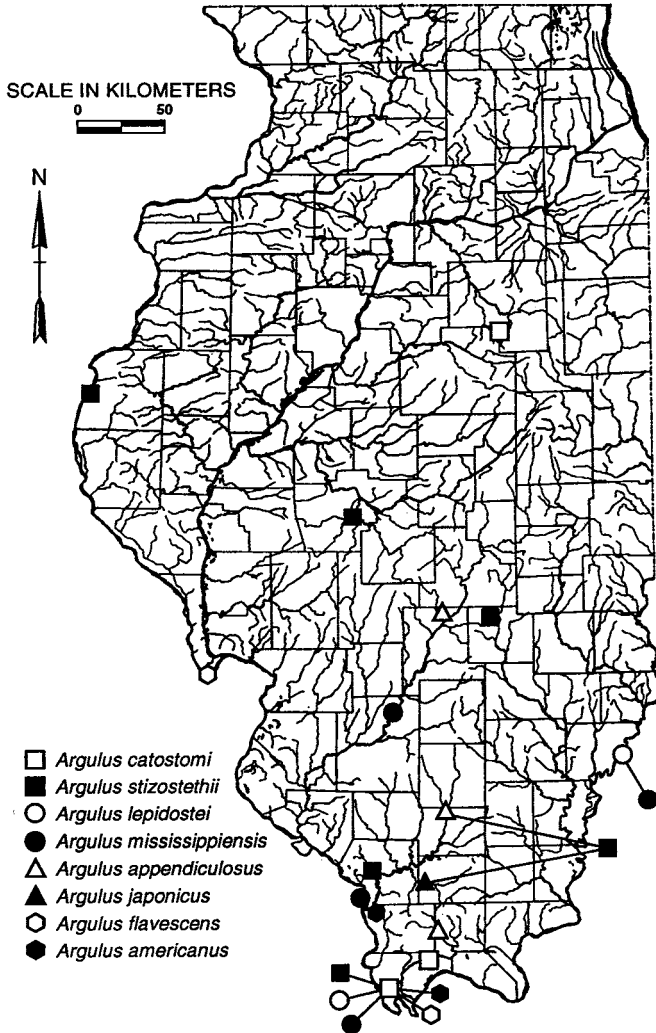 SCALE IN KILOMETERS
0 50
N
Argulus catostomi
Argulus stizostethii
Argulus lepidostei
Argulus mississippiensis
Argulus appendiculosus
Argulus japonicus
Argulus flavescens
Argulus americanus